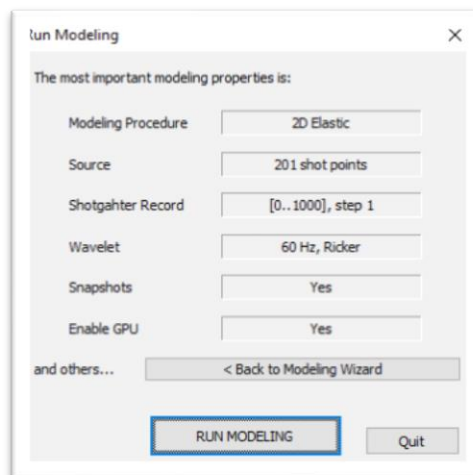 Run Modeling
The most important modeling properties is:
Modeling Procedure 2D Elastic
Source 201 shot points
Shotgahter Record [0..1000], step 1
Wavelet 60 Hz, Ricker
Snapshots Yes
Enable GPU Yes
and others... < Back to Modeling Wizard
RUN MODELING Quit